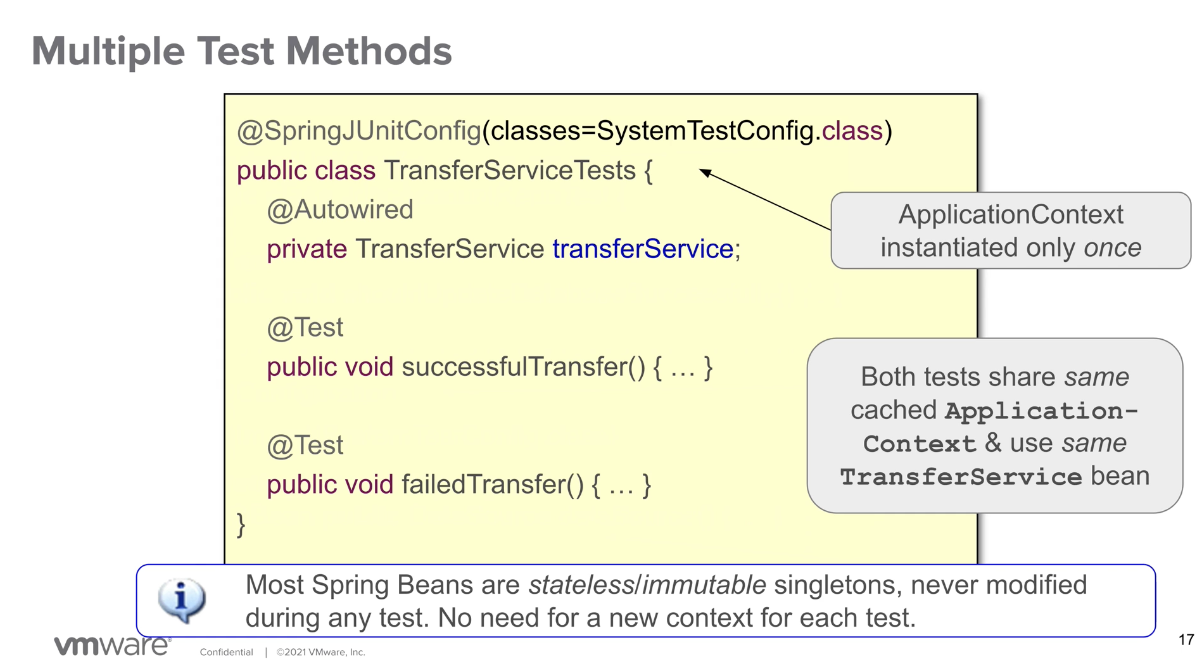 Multiple Test Methods
@SpringJUnitConfig(classes=SystemTestConfig.class)
public class TransferServiceTests {
@Autowired
private TransferService transferService;
@Test
public void successfulTransfer() { … }
@Test
public void failedTransfer() { … }
}
ApplicationContext
instantiated only once
Both tests share same
cached Application-
Context & use same
TransferService bean
Most Spring Beans are stateless/immutable singletons, never modified
during any test. No need for a new context for each test.
vmware®
Confidential | ©2021 VMware, Inc.
17